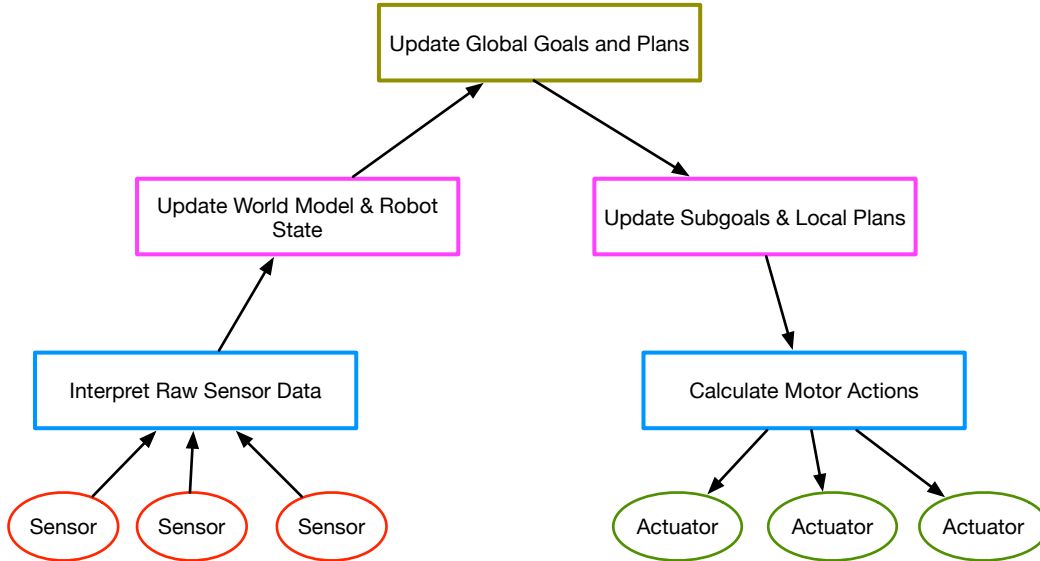 Update Global Goals and Plans
Update World Model & Robot
State
Update Subgoals & Local Plans
Interpret Raw Sensor Data
Calculate Motor Actions
Sensor
Sensor
Sensor
Actuator
Actuator
Actuator